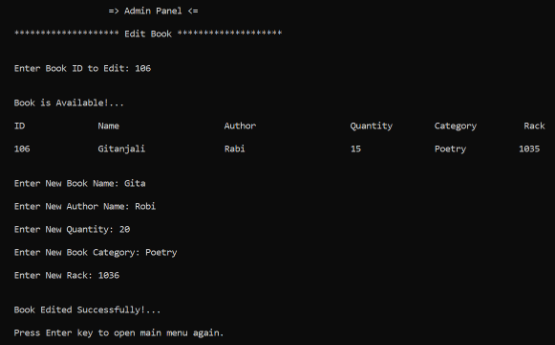 => Admin Panel <=
******************** Edit Book ********************
Enter Book ID to Edit: 106
Book is Available!...
ID Name Author Quantity Category Rack
106 Gitanjali Rabi 15 Poetry 1035
Enter New Book Name: Gita
Enter New Author Name: Robi
Enter New Quantity: 20
Enter New Book Category: Poetry
Enter New Rack: 1036
Book Edited Successfully!...
Press Enter key to open main menu again.